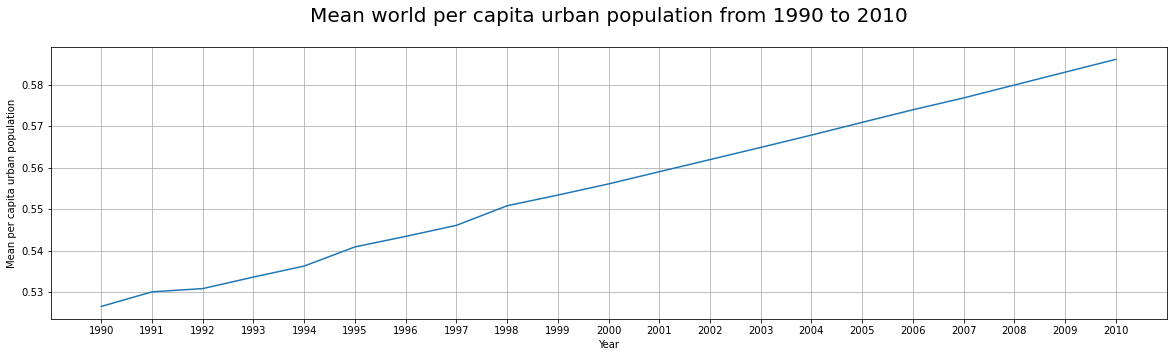 Mean world per capita urban population from 1990 to 2010
Mean per capita urban population
0.58
0.57
0.56
0.55
0.54
0.53
1990 1991 1992 1993 1994 1995 1996 1997 1998 1999 2000 2001 2002 2003 2004 2005 2006 2007 2008 2009 2010
Year